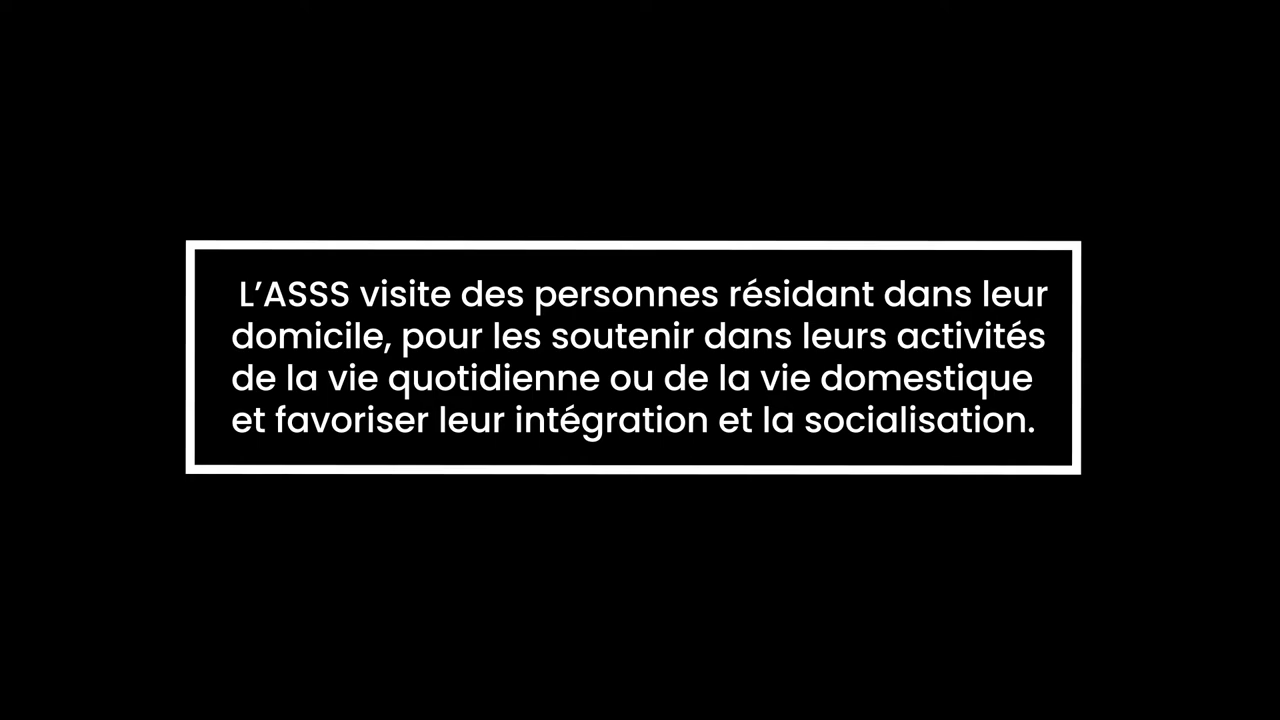 L’ASSS visite des personnes résidant dans leur
domicile, pour les soutenir dans leurs activités
de la vie quotidienne ou de la vie domestique
et favoriser leur intégration et la socialisation.